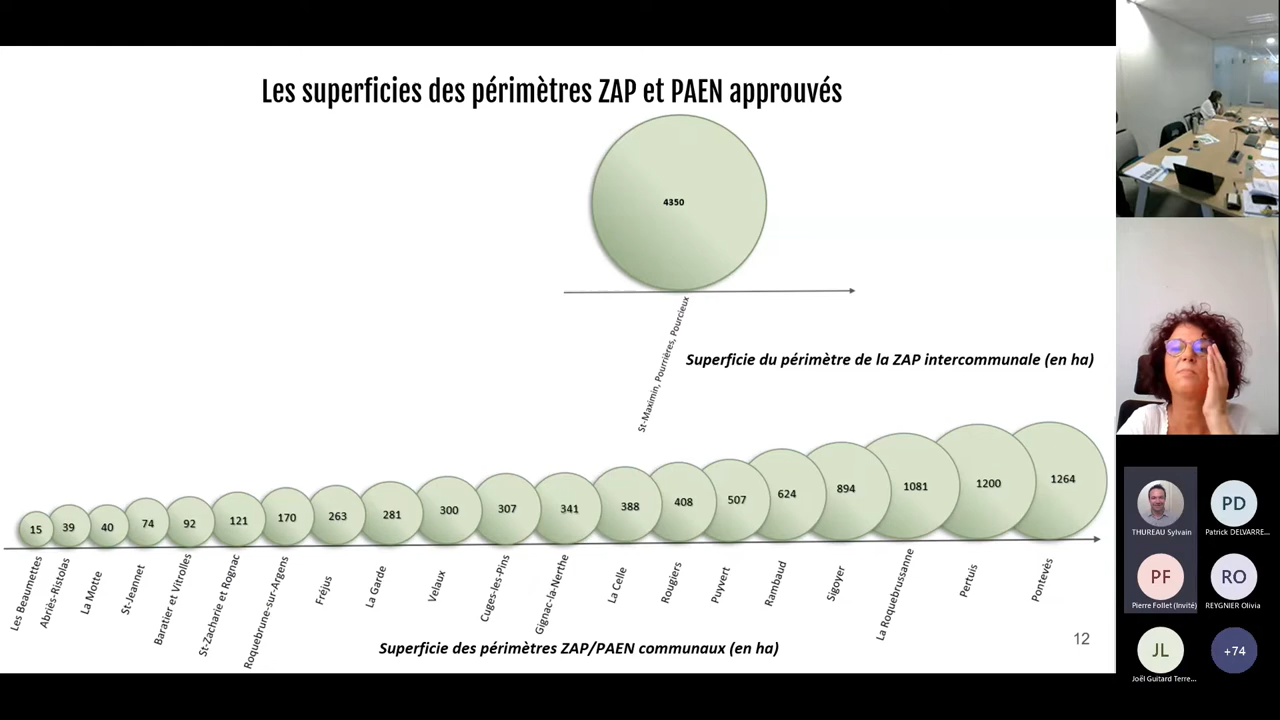 Les superficies des périmètres ZAP et PAEN approuvés
4350
St-Maximin, Pourrières, Pourcieux
Superficie du périmètre de la ZAP intercommunale (en ha)
15
39
40
74
92
121
170
263
281
300
307
341
388
408
507
624
894
1081
1200
1264
Les Beaumettes
Abriès-Ristolas
La Motte
St-Jeannet
Baratier et Vitrolles
St-Zacharie et Rognac
Roquebrune-sur-Argens
Fréjus
La Garde
Velaux
Cuges-les-Pins
Gignac-la-Nerthe
La Celle
Rougiers
Puyvert
Rambaud
Sigoyer
La Roquebrussanne
Pertuis
Pontevès
Superficie des périmètres ZAP/PAEN communaux (en ha)
12
THUREAU Sylvain
PD
Patrick DELVARRE...
PF
Pierre Follet (Invité)
RO
REYGNIER Olivia
JL
Joël Guitard Terre...
+74